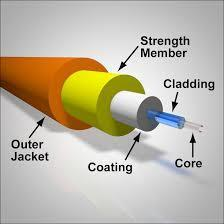 Strength
Member
Cladding
Outer
Jacket
Coating
Core